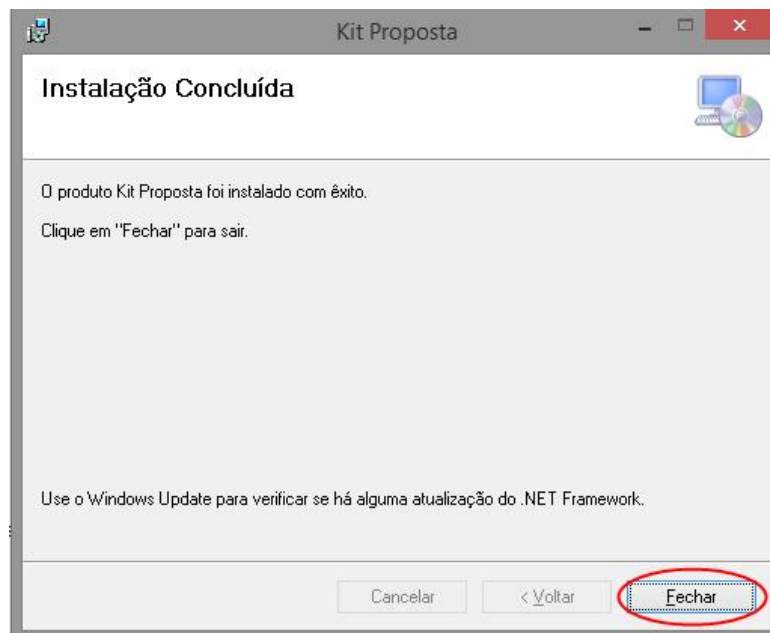 Kit Proposta
Instalação Concluída
O produto Kit Proposta foi instalado com êxito.
Clique em "Fechar" para sair.
Use o Windows Update para verificar se há alguma atualização do .NET Framework.
Cancelar
< Voltar
Fechar